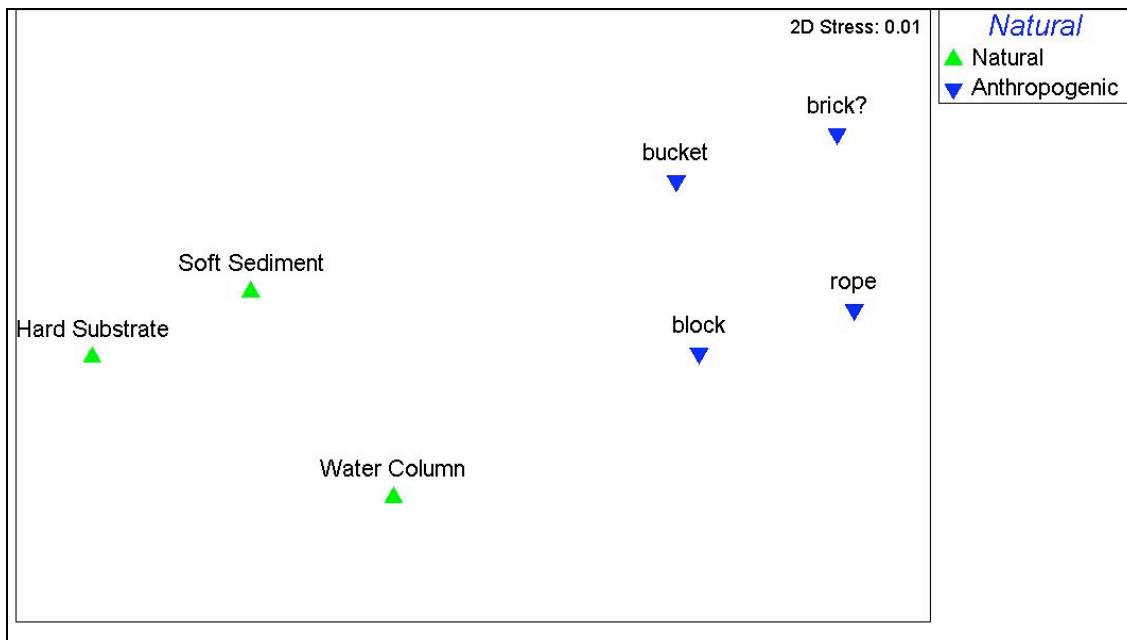 2D Stress: 0.01
Natural
Natural
Anthropogenic
brick?
bucket
Soft Sediment
rope
Hard Substrate
block
Water Column